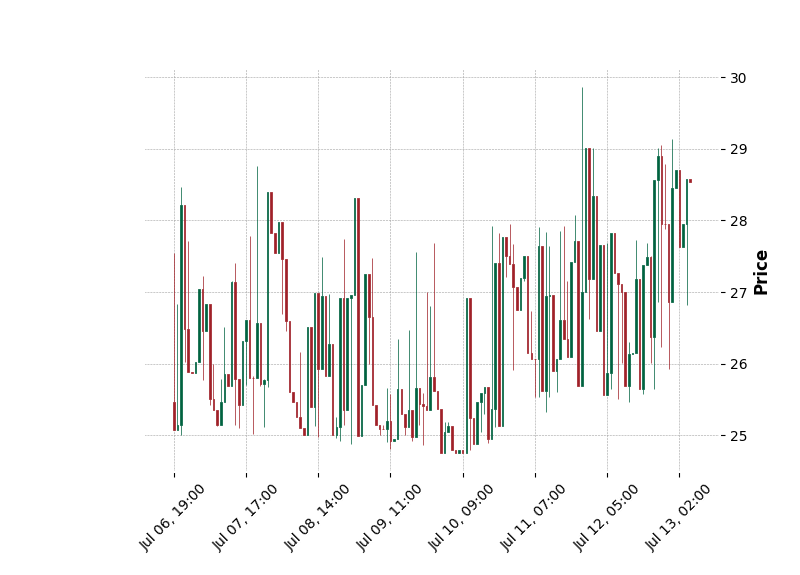 30
29
28
27
26
25
Price
Jul 06, 19:00
Jul 07, 17:00
Jul 08, 14:00
Jul 09, 11:00
Jul 10, 09:00
Jul 11, 07:00
Jul 12, 05:00
Jul 13, 02:00